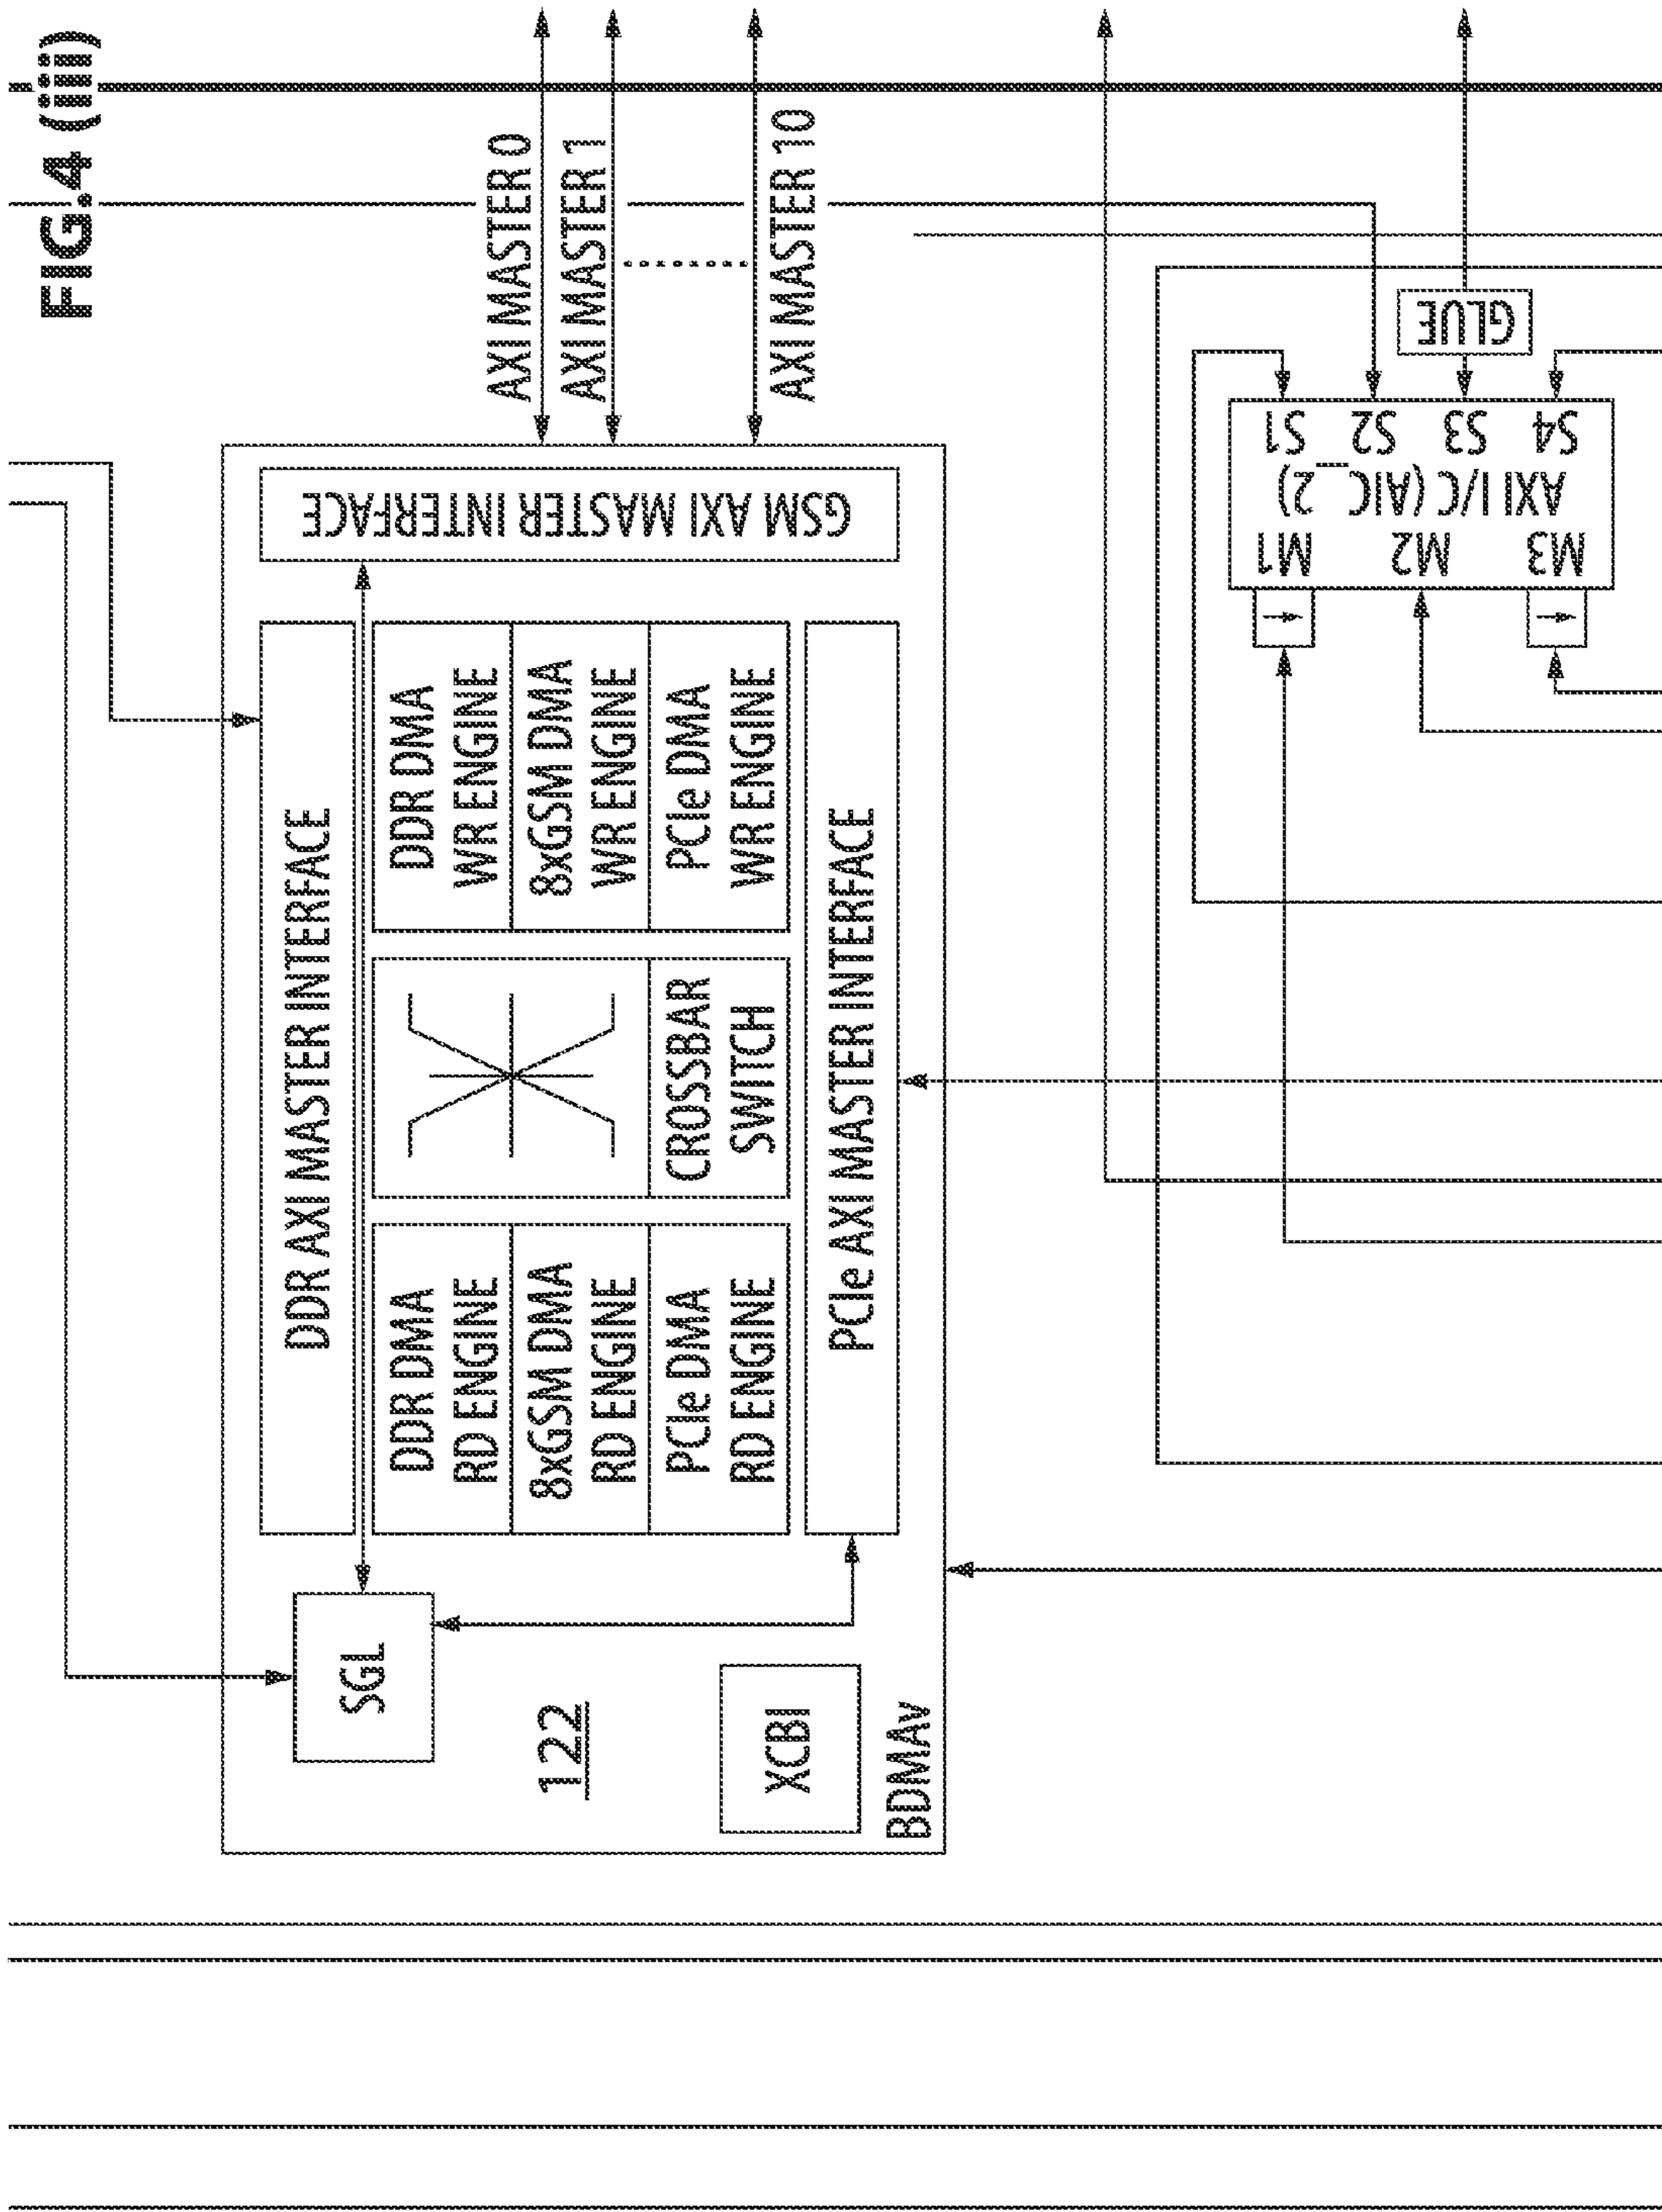 FIG.4 (iii)
DDR AXI MASTER INTERFACE
SGL
DDR DMA
RD ENGINE
8xGSM DMA
RD ENGINE
PCIe DMA
RD ENGINE
CROSSBAR
SWITCH
DDR DMA
WR ENGINE
8xGSM DMA
WR ENGINE
PCIe DMA
WR ENGINE
GSM AXI MASTER INTERFACE
AXI MASTER 0
AXI MASTER 1
AXI MASTER 10
122
XCBI
PCIe AXI MASTER INTERFACE
BDMAv
M1
M2
M3
AXI I/C (AIC_2)
S1
S2
S3
S4
GLUE